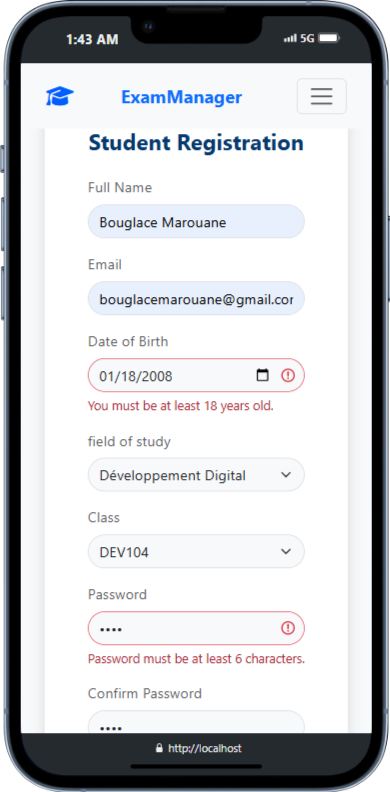 1:43 AM
5G
ExamManager
Student Registration
Full Name
Bouglace Marouane
Email
bouglacemarouane@gmail.cor
Date of Birth
01/18/2008
You must be at least 18 years old.
field of study
Développement Digital
Class
DEV104
Password
••••
Password must be at least 6 characters.
Confirm Password
••••
http://localhost